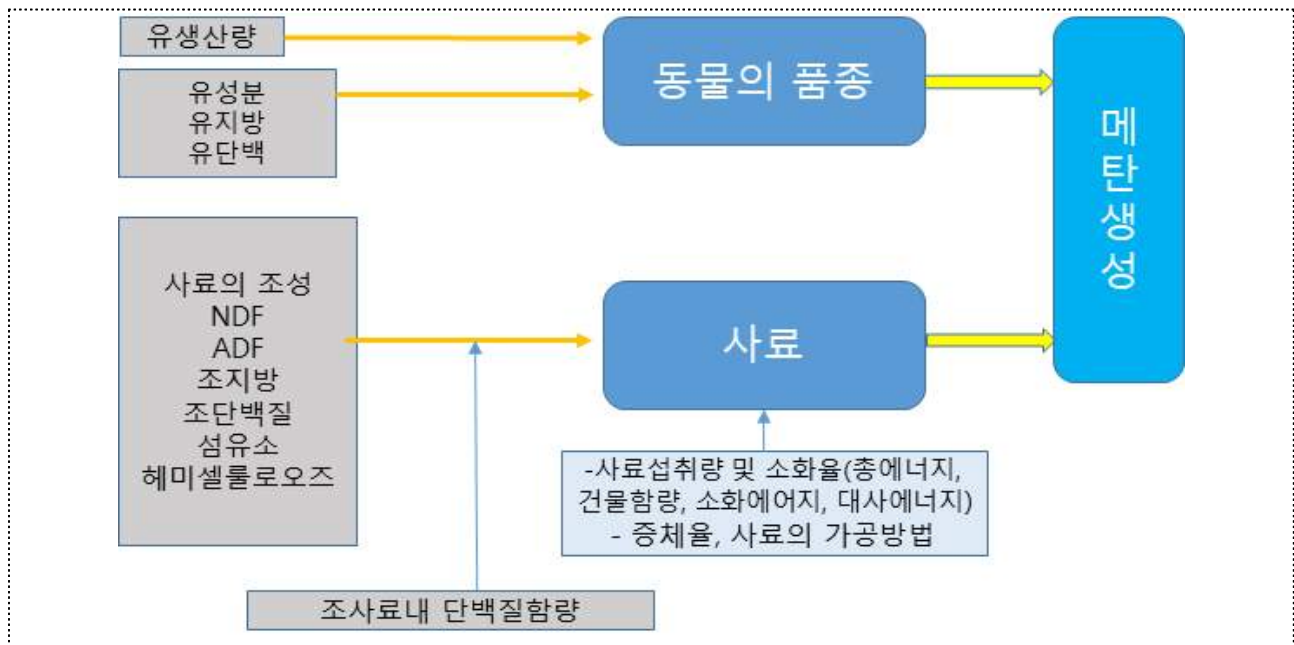 유생산량
유성분
유지방
유단백
동물의 품종
메탄생성
사료의 조성
NDF
ADF
조지방
조단백질
섬유소
헤미셀룰로오즈
사료
-사료섭취량 및 소화율(총에너지,
건물함량, 소화에어지, 대사에너지)
- 증체율, 사료의 가공방법
조사료내 단백질함량